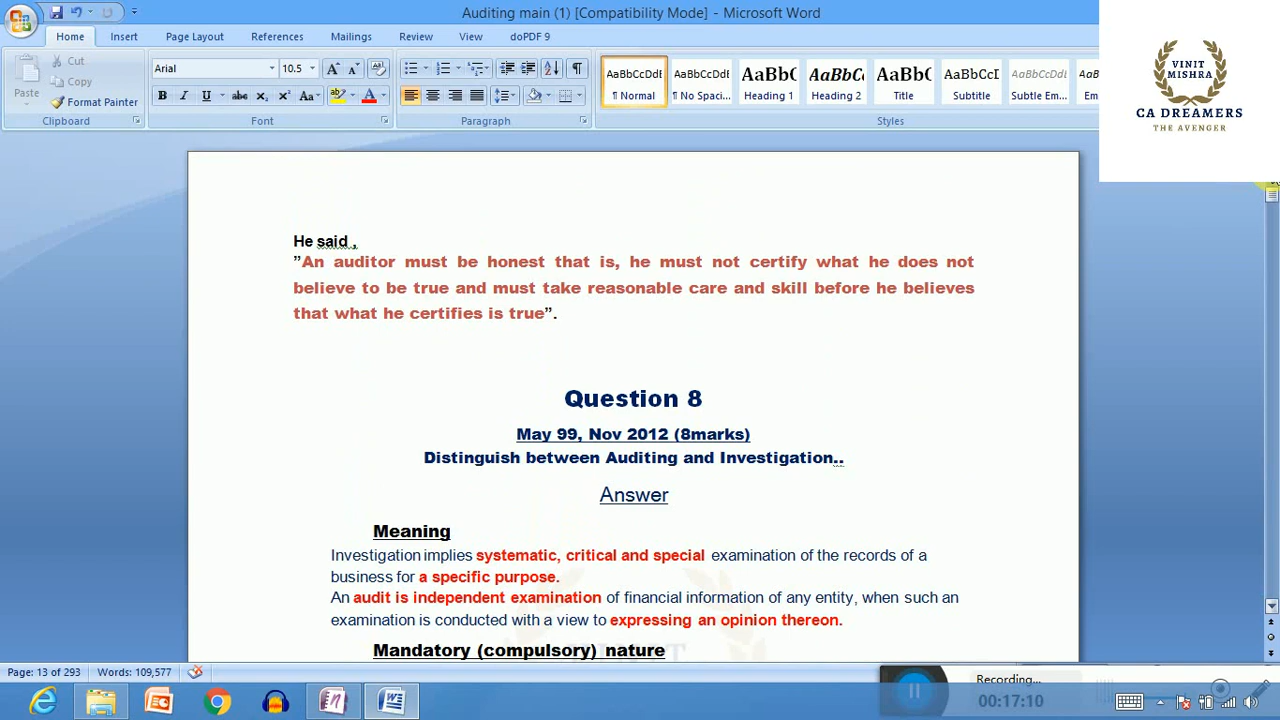 Auditing main (1) [Compatibility Mode] - Microsoft Word
Home Insert Page Layout References Mailings Review View doPDF 9
Paste
Cut
Copy
Format Painter
Clipboard
Arial 10.5
Font
Paragraph
AaBbCcDdE AaBbCcDdE AaBbC AaBbCc AaBbC AaBbCcI AaBbCcDdE AaBb
¶ Normal ¶ No Spaci... Heading 1 Heading 2 Title Subtitle Subtle Em... Em
Styles
VINIT
MISHRA
CA DREAMERS
THE AVENGER
He said ,
”An auditor must be honest that is, he must not certify what he does not
believe to be true and must take reasonable care and skill before he believes
that what he certifies is true”.
Question 8
May 99, Nov 2012 (8marks)
Distinguish between Auditing and Investigation..
Answer
Meaning
Investigation implies systematic, critical and special examination of the records of a
business for a specific purpose.
An audit is independent examination of financial information of any entity, when such an
examination is conducted with a view to expressing an opinion thereon.
Mandatory (compulsory) nature
Page: 13 of 293 Words: 109,577
Recording...
00:17:10